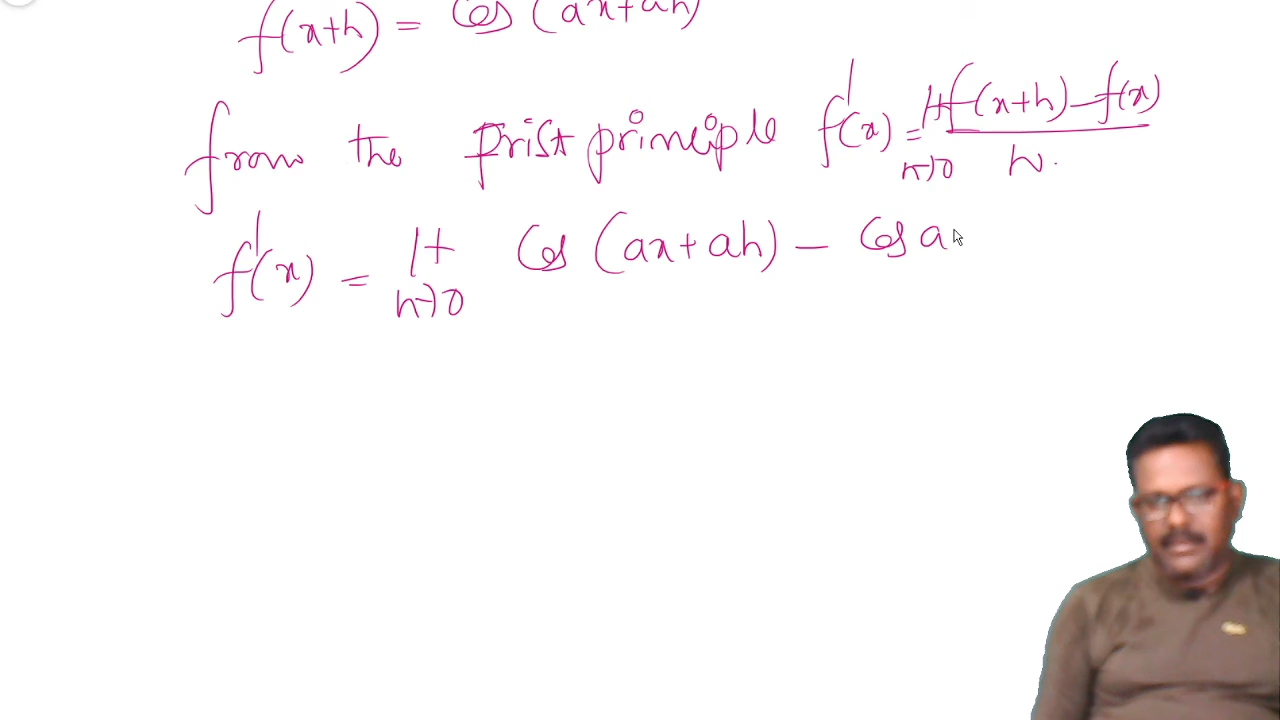 f(x+h) = Cos (ax+ah)
from the first principle f'(x) = lt h→0 f(x+h) - f(x) / h.
f'(x) = lt h→0 Cos (ax+ah) - Cos a